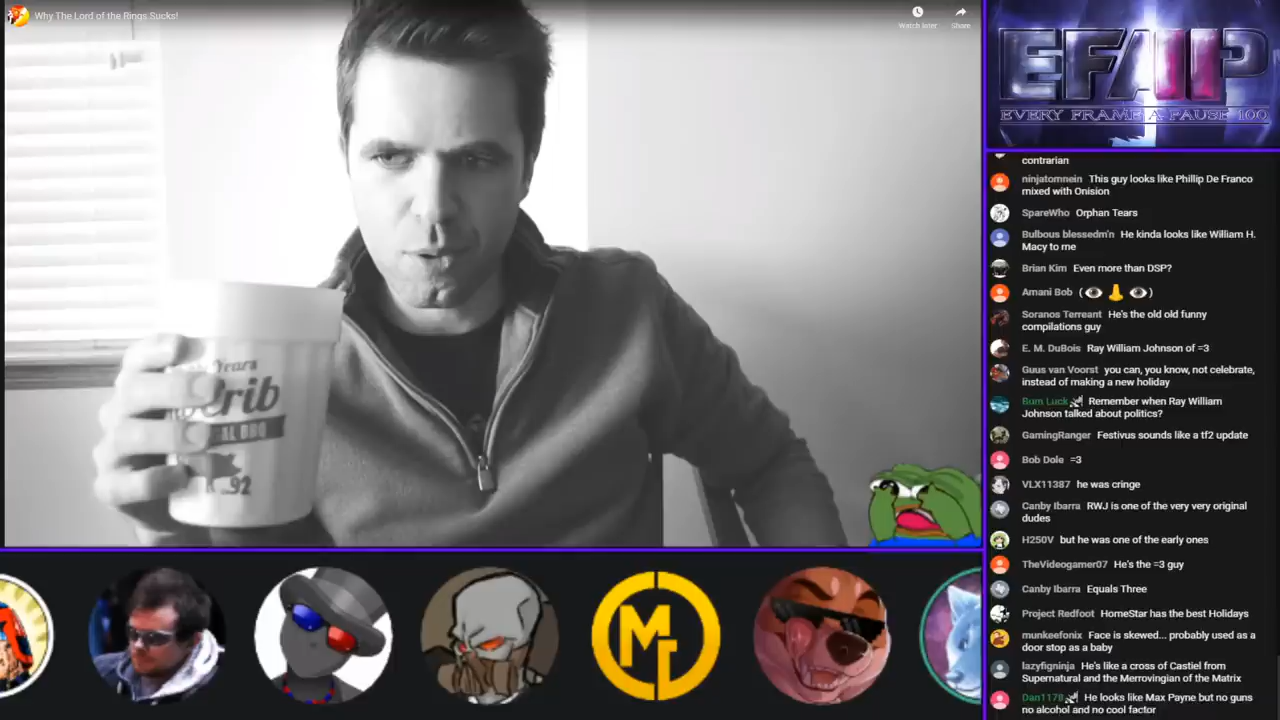 Why The Lord of the Rings Sucks!
Watch later
Share
Years
Crib
AL BBQ
.92
ML
EFAP
EVERY FRAME A PAUSE 100
contrarian
ninjatomnein This guy looks like Phillip De Franco
mixed with Onision
SpareWho Orphan Tears
Bulbous blessedm'n He kinda looks like William H.
Macy to me
Brian Kim Even more than DSP?
Amani Bob (👁👃👁)
Soranos Terreant He's the old old funny
compilations guy
E. M. DuBois Ray William Johnson of =3
Guus van Voorst you can, you know, not celebrate,
instead of making a new holiday
Bum Luck Remember when Ray William
Johnson talked about politics?
GamingRanger Festivus sounds like a tf2 update
Bob Dole =3
VLX11387 he was cringe
Canby Ibarra RWJ is one of the very very original
dudes
H250V but he was one of the early ones
TheVideogamer07 He's the =3 guy
Canby Ibarra Equals Three
Project Redfoot HomeStar has the best Holidays
munkeefonix Face is skewed... probably used as a
door stop as a baby
lazyfigninja He's like a cross of Castiel from
Supernatural and the Merrovingian of the Matrix
Dan1178 He looks like Max Payne but no guns
no alcohol and no cool factor